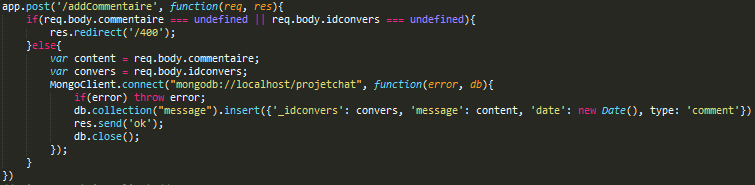 app.post('/addCommentaire', function(req, res){
if(req.body.commentaire === undefined || req.body.idconvers === undefined){
res.redirect('/400');
}else{
var content = req.body.commentaire;
var convers = req.body.idconvers;
MongoClient.connect("mongodb://localhost/projetchat", function(error, db){
if(error) throw error;
db.collection("message").insert({'_idconvers': convers, 'message': content, 'date': new Date(), type: 'comment'})
res.send('ok');
db.close();
});
}
})